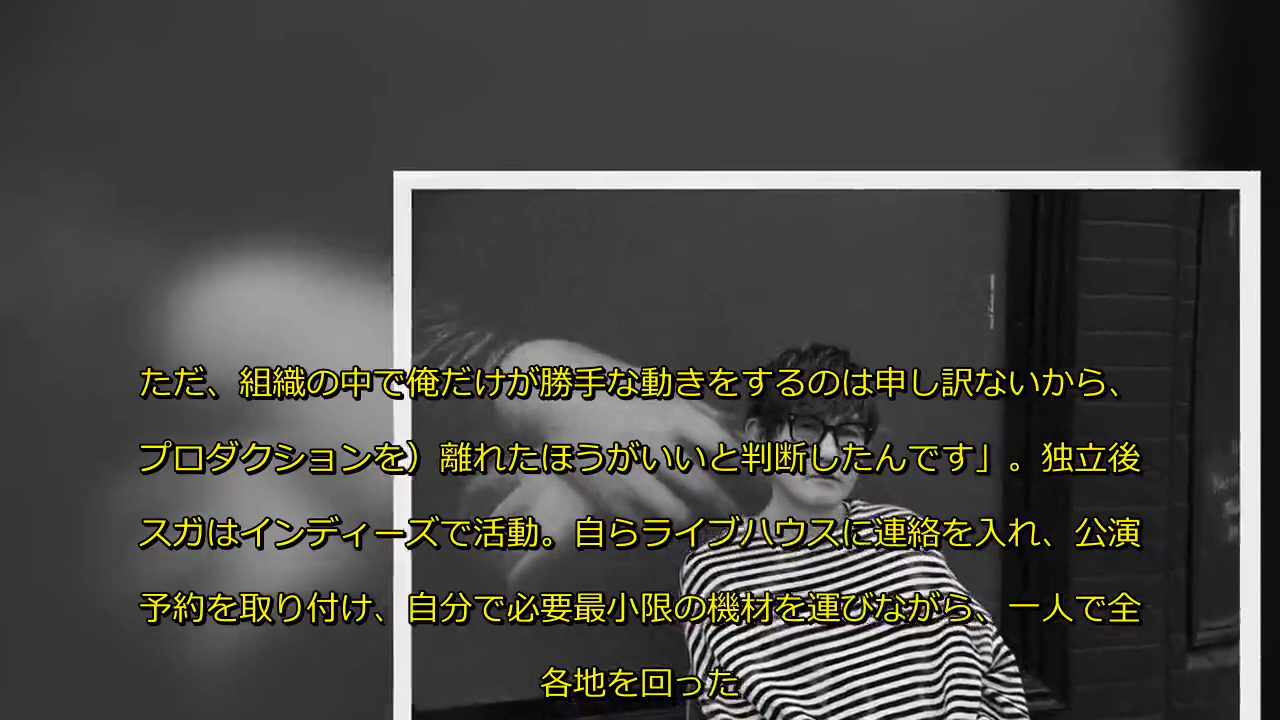 ただ、組織の中で俺だけが勝手な動きをするのは申し訳ないから、
プロダクションを）離れたほうがいいと判断したんです」。独立後
スガはインディーズで活動。自らライブハウスに連絡を入れ、公演
予約を取り付け、自分で必要最小限の機材を運びながら、一人で全
各地を回った